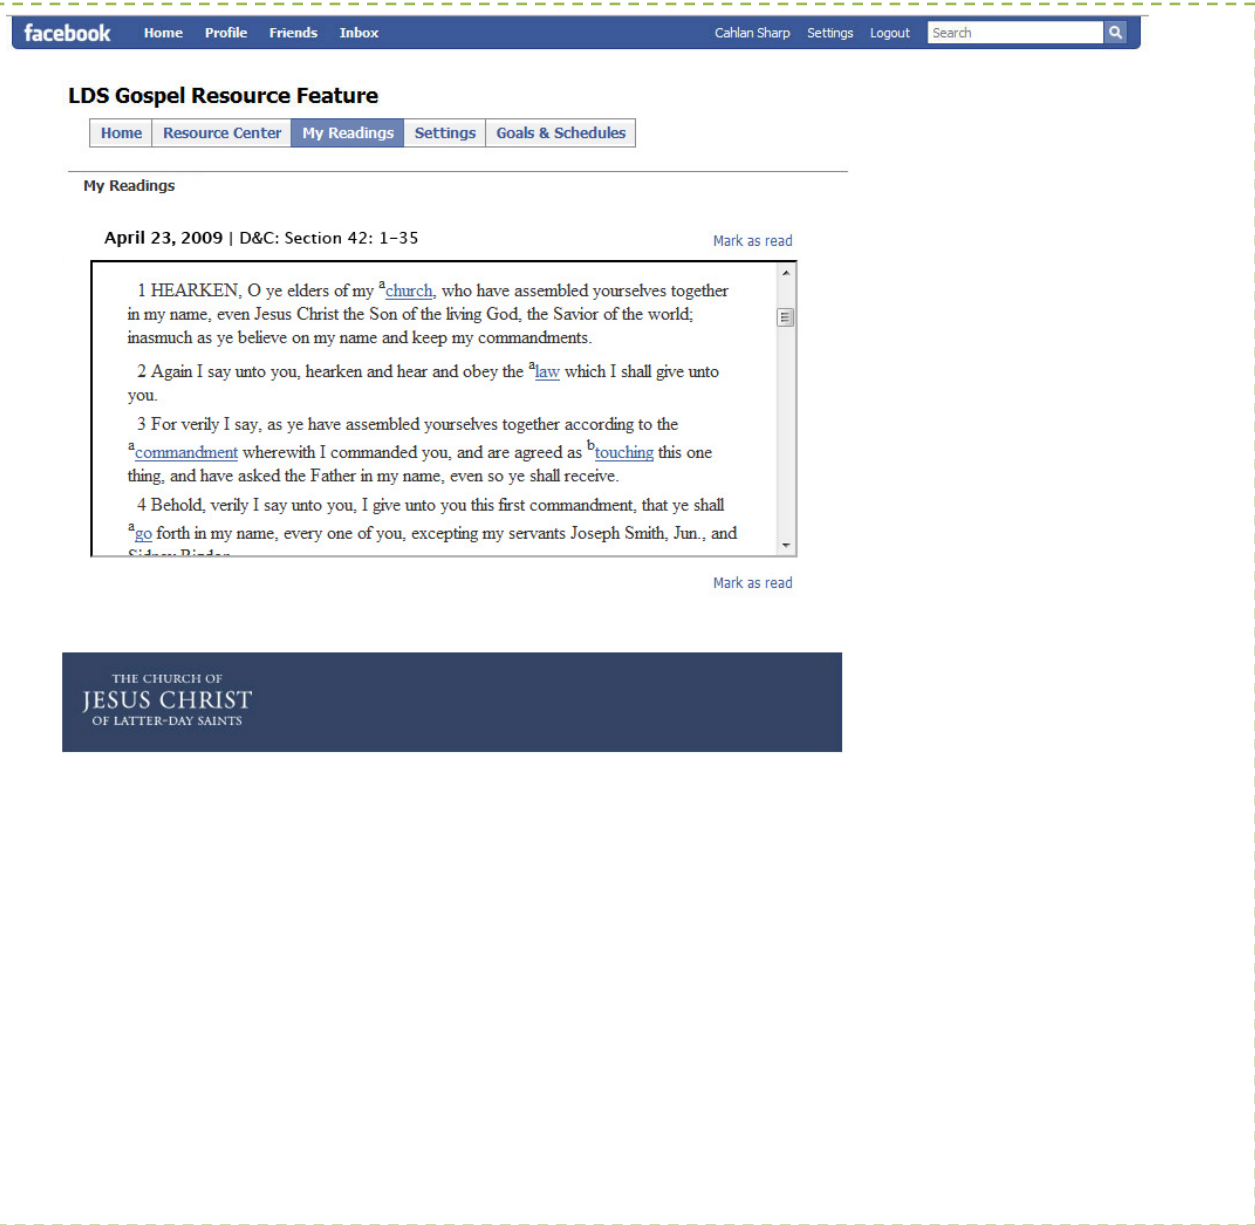 facebook Home Profile Friends Inbox Cahlan Sharp Settings Logout Search
LDS Gospel Resource Feature
Home Resource Center My Readings Settings Goals & Schedules
My Readings
April 23, 2009 | D&C: Section 42: 1-35 Mark as read
1 HEARKEN, O ye elders of my a church, who have assembled yourselves together
in my name, even Jesus Christ the Son of the living God, the Savior of the world;
inasmuch as ye believe on my name and keep my commandments.
2 Again I say unto you, hearken and hear and obey the a law which I shall give unto
you.
3 For verily I say, as ye have assembled yourselves together according to the
a commandment wherewith I commanded you, and are agreed as b touching this one
thing, and have asked the Father in my name, even so ye shall receive.
4 Behold, verily I say unto you, I give unto you this first commandment, that ye shall
a go forth in my name, every one of you, excepting my servants Joseph Smith, Jun., and
Mark as read
THE CHURCH OF
JESUS CHRIST
OF LATTER-DAY SAINTS